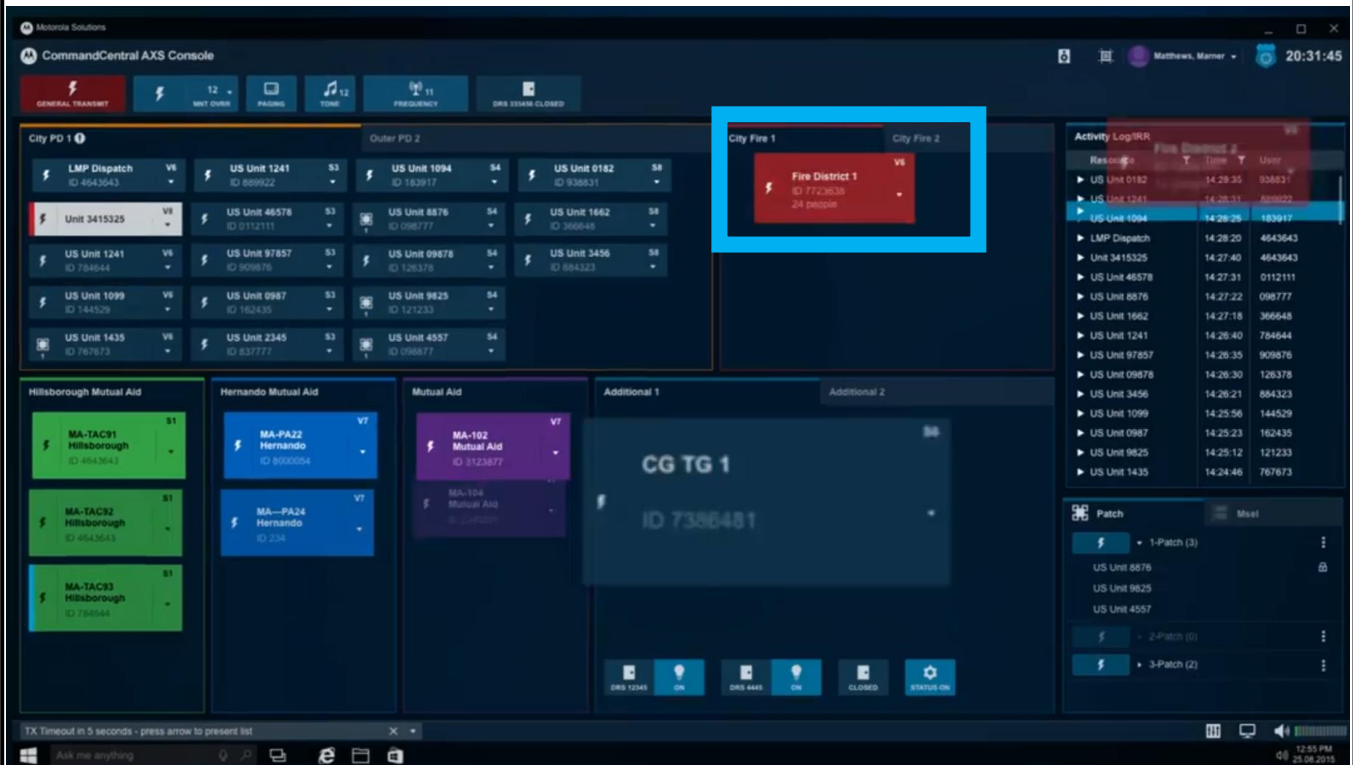 Motorola Solutions
CommandCentral AXS Console
Matthews, Marner
20:31:45
GENERAL TRANSMIT
12
MNT OVRR
PAGING
12
TONE
11
FREQUENCY
DRS 333456 CLOSED
City PD 1
Outer PD 2
LMP Dispatch V6
ID 4643643
US Unit 1241 S3
ID 889922
US Unit 1094 S4
ID 183917
US Unit 0182 S8
ID 938831
Unit 3415325 V8
US Unit 46578 S3
ID 0112111
US Unit 8876 S4
ID 098777
1
US Unit 1662 S8
ID 366648
US Unit 1241 V6
ID 784644
US Unit 97857 S3
ID 909876
US Unit 09878 S4
ID 126378
US Unit 3456 S8
ID 884323
US Unit 1099 V6
ID 144529
US Unit 0987 S3
ID 162435
US Unit 9825 S4
ID 121233
1
US Unit 1435 V6
ID 767673
1
US Unit 2345 S3
ID 837777
US Unit 4557 S4
ID 098877
1
City Fire 1
City Fire 2
V6
Fire District 1
ID 7723638
24 people
Activity Log/IRR
V6
Fire District 2
Resource Time User
US Unit 0182 14:28:35 938831
US Unit 1241 14:28:31 889922
US Unit 1094 14:28:25 183917
LMP Dispatch 14:28:20 4643643
Unit 3415325 14:27:40 4643643
US Unit 46578 14:27:31 0112111
US Unit 8876 14:27:22 098777
US Unit 1662 14:27:18 366648
US Unit 1241 14:26:40 784644
US Unit 97857 14:26:35 909876
US Unit 09878 14:26:30 126378
US Unit 3456 14:26:21 884323
US Unit 1099 14:25:56 144529
US Unit 0987 14:25:23 162435
US Unit 9825 14:25:12 121233
US Unit 1435 14:24:46 767673
Hillsborough Mutual Aid
S1
MA-TAC91
Hillsborough
ID 4643643
S1
MA-TAC92
Hillsborough
ID 4643643
S1
MA-TAC93
Hillsborough
ID 784644
Hernando Mutual Aid
V7
MA-PA22
Hernando
ID 8000054
V7
MA—PA24
Hernando
ID 234
Mutual Aid
V7
MA-102
Mutual Aid
ID 3123877
MA-104
Mutual Aid
Additional 1
Additional 2
CG TG 1
ID 7386481
DRS 12345
ON
DRS 4445
ON
CLOSED
STATUS ON
Patch
Msel
1-Patch (3)
US Unit 8876
US Unit 9825
US Unit 4557
2-Patch (0)
3-Patch (2)
TX Timeout in 5 seconds - press arrow to present list
Ask me anything
12:55 PM
25.08.2015